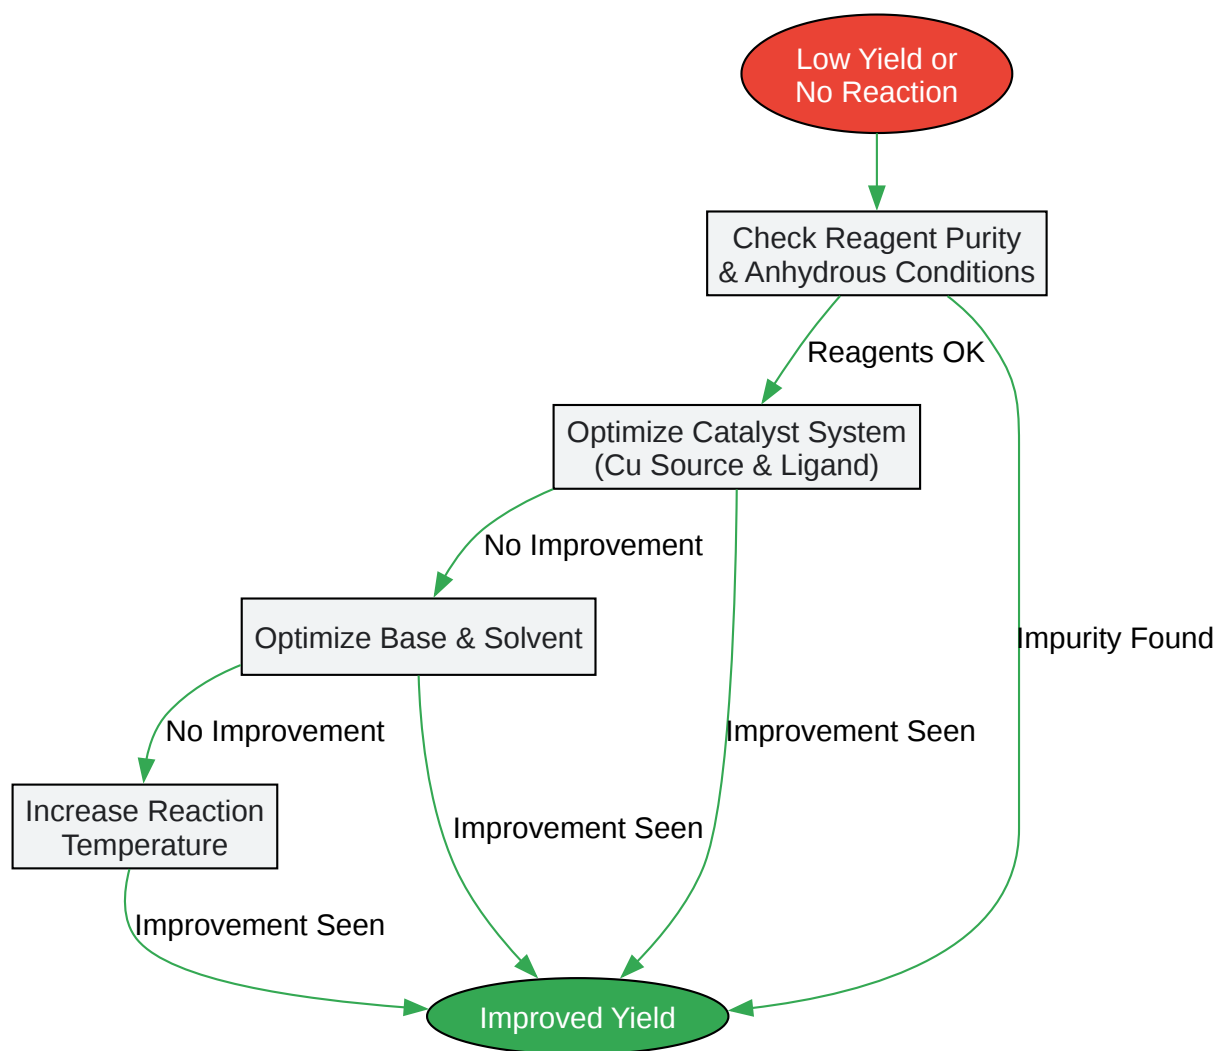 Low Yield or
No Reaction
Check Reagent Purity
& Anhydrous Conditions
Reagents OK
Optimize Catalyst System
(Cu Source & Ligand)
No Improvement
Optimize Base & Solvent
Impurity Found
No Improvement
Improvement Seen
Increase Reaction
Temperature
Improvement Seen
Improvement Seen
Improved Yield